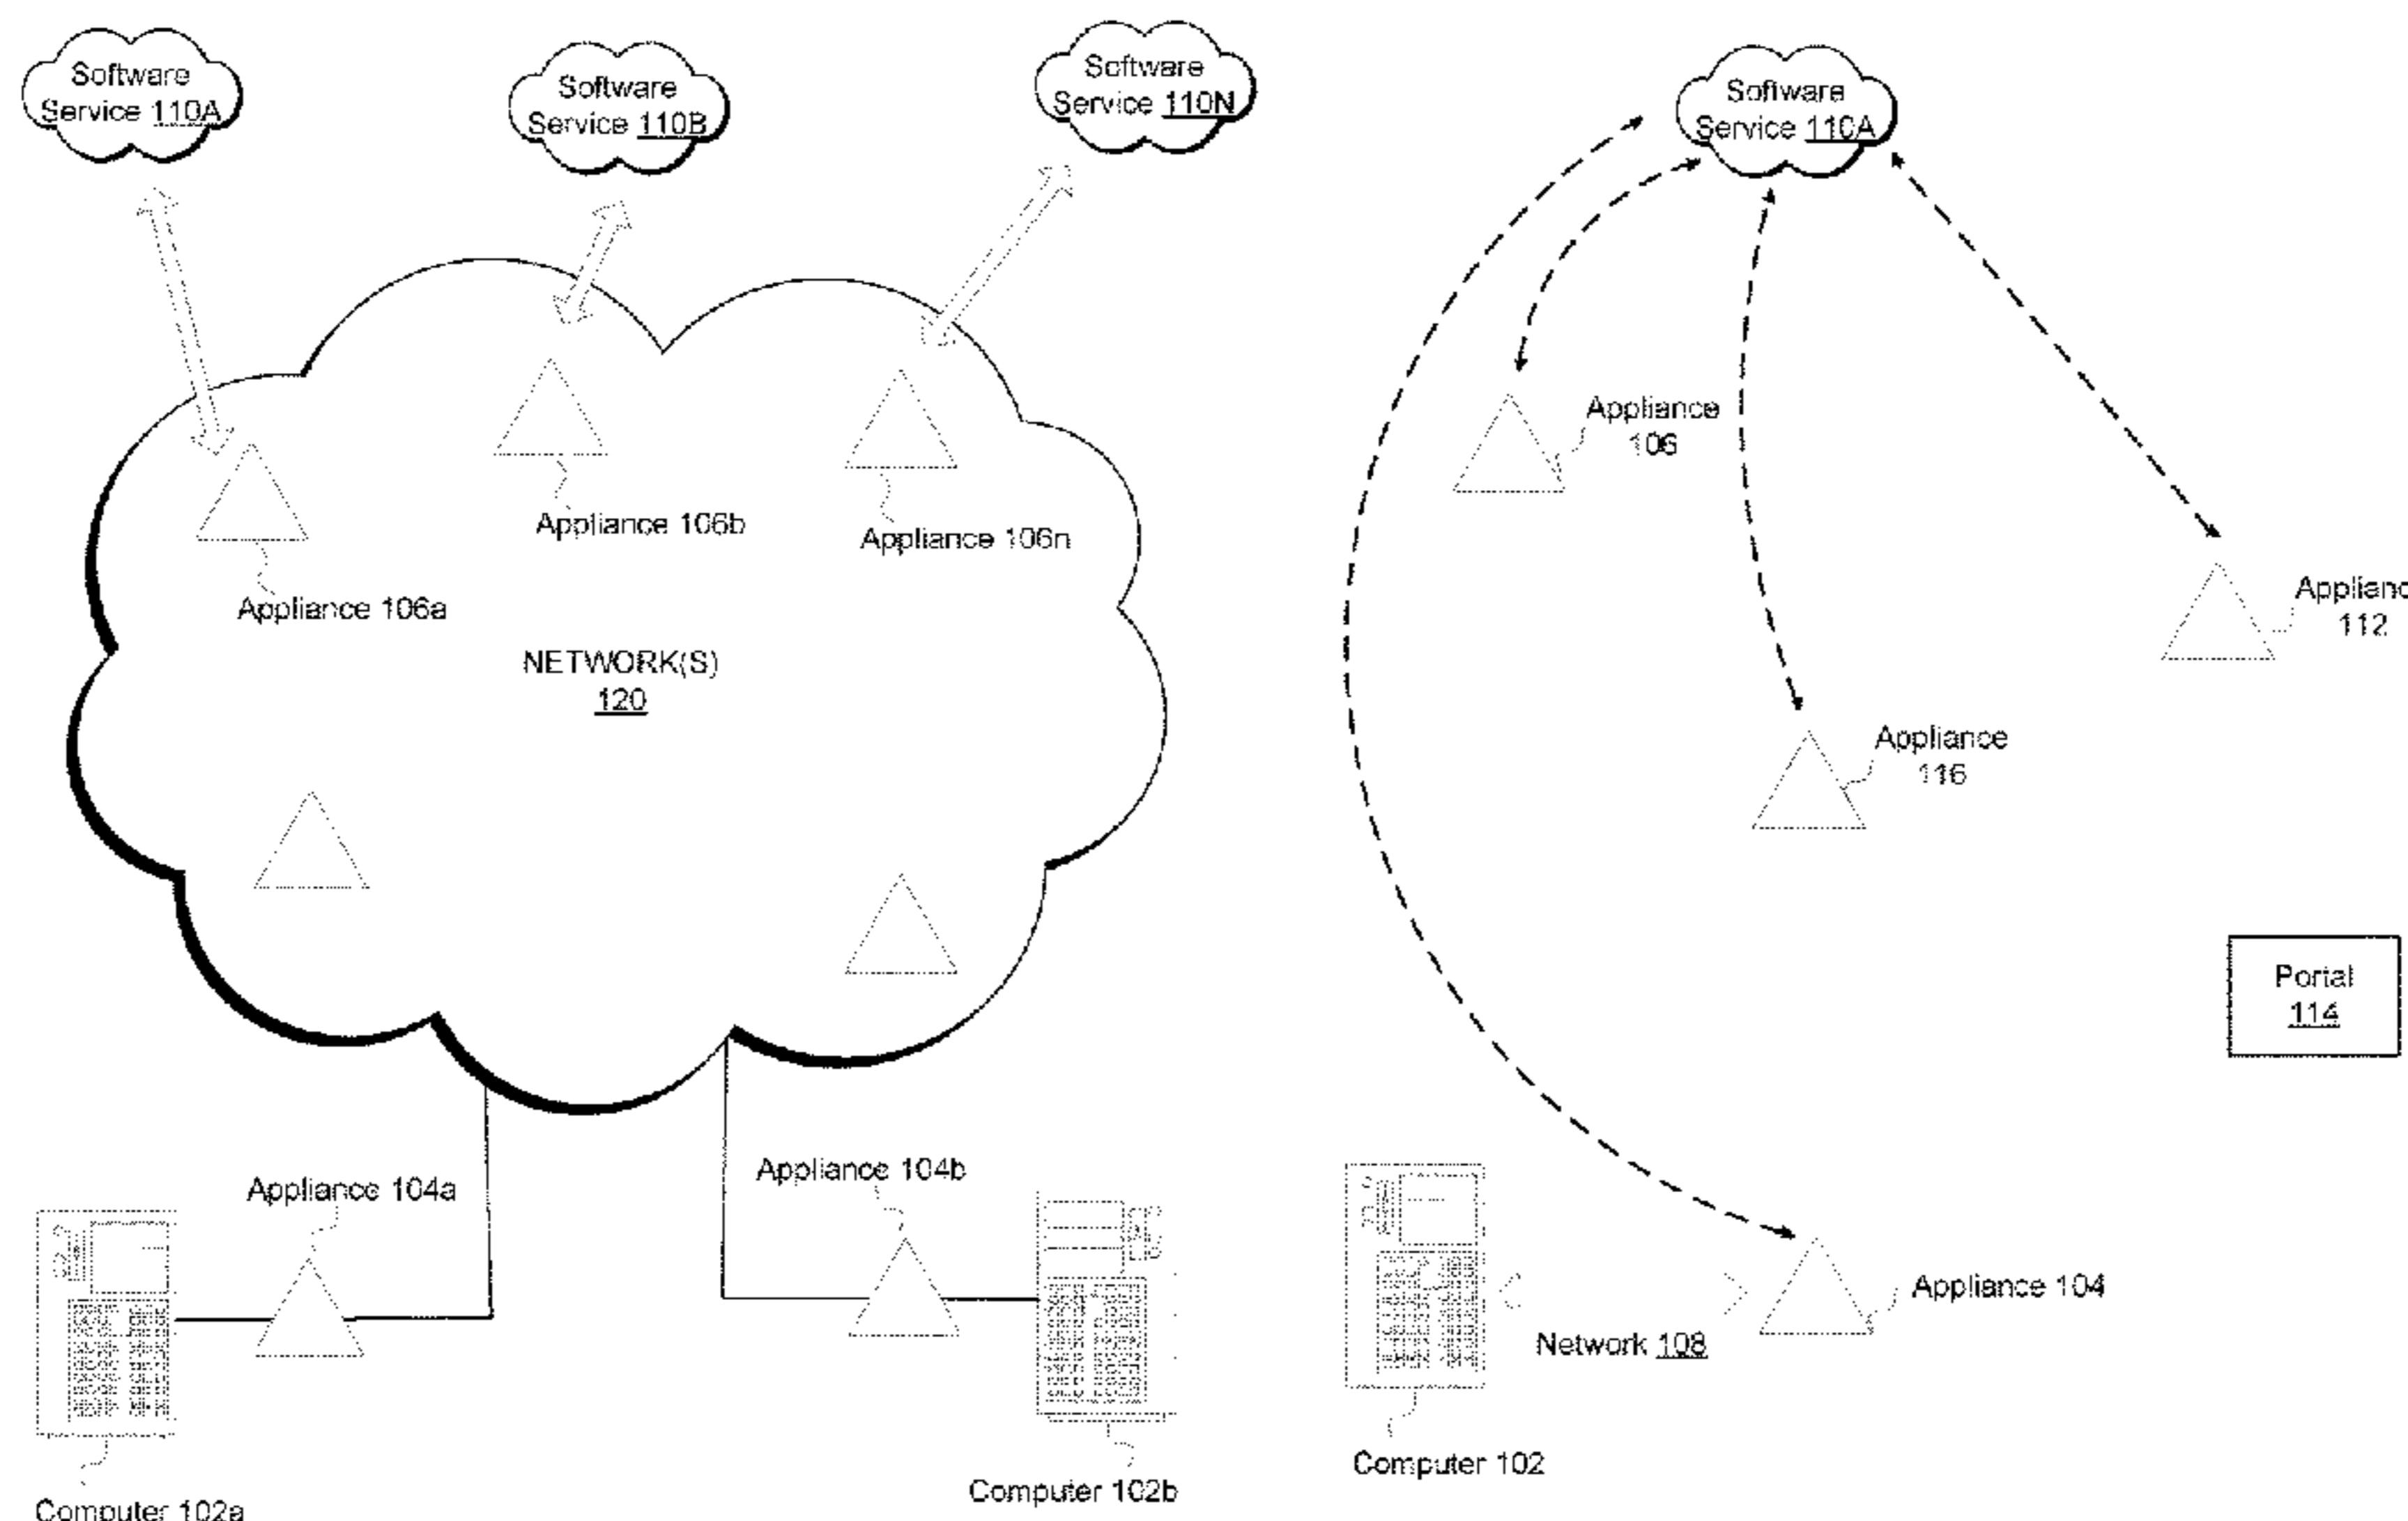 Software
Service 110A
Software
Service 110B
Software
Service 110N
Appliance 106a
Appliance 106b
Appliance 106n
NETWORK(S)
120
Appliance 104a
Appliance 104b
Computer 102a
Computer 102b
Software
Service 110A
Appliance
106
Applianc
112
Appliance
116
Portal
114
Appliance 104
Network 108
Computer 102